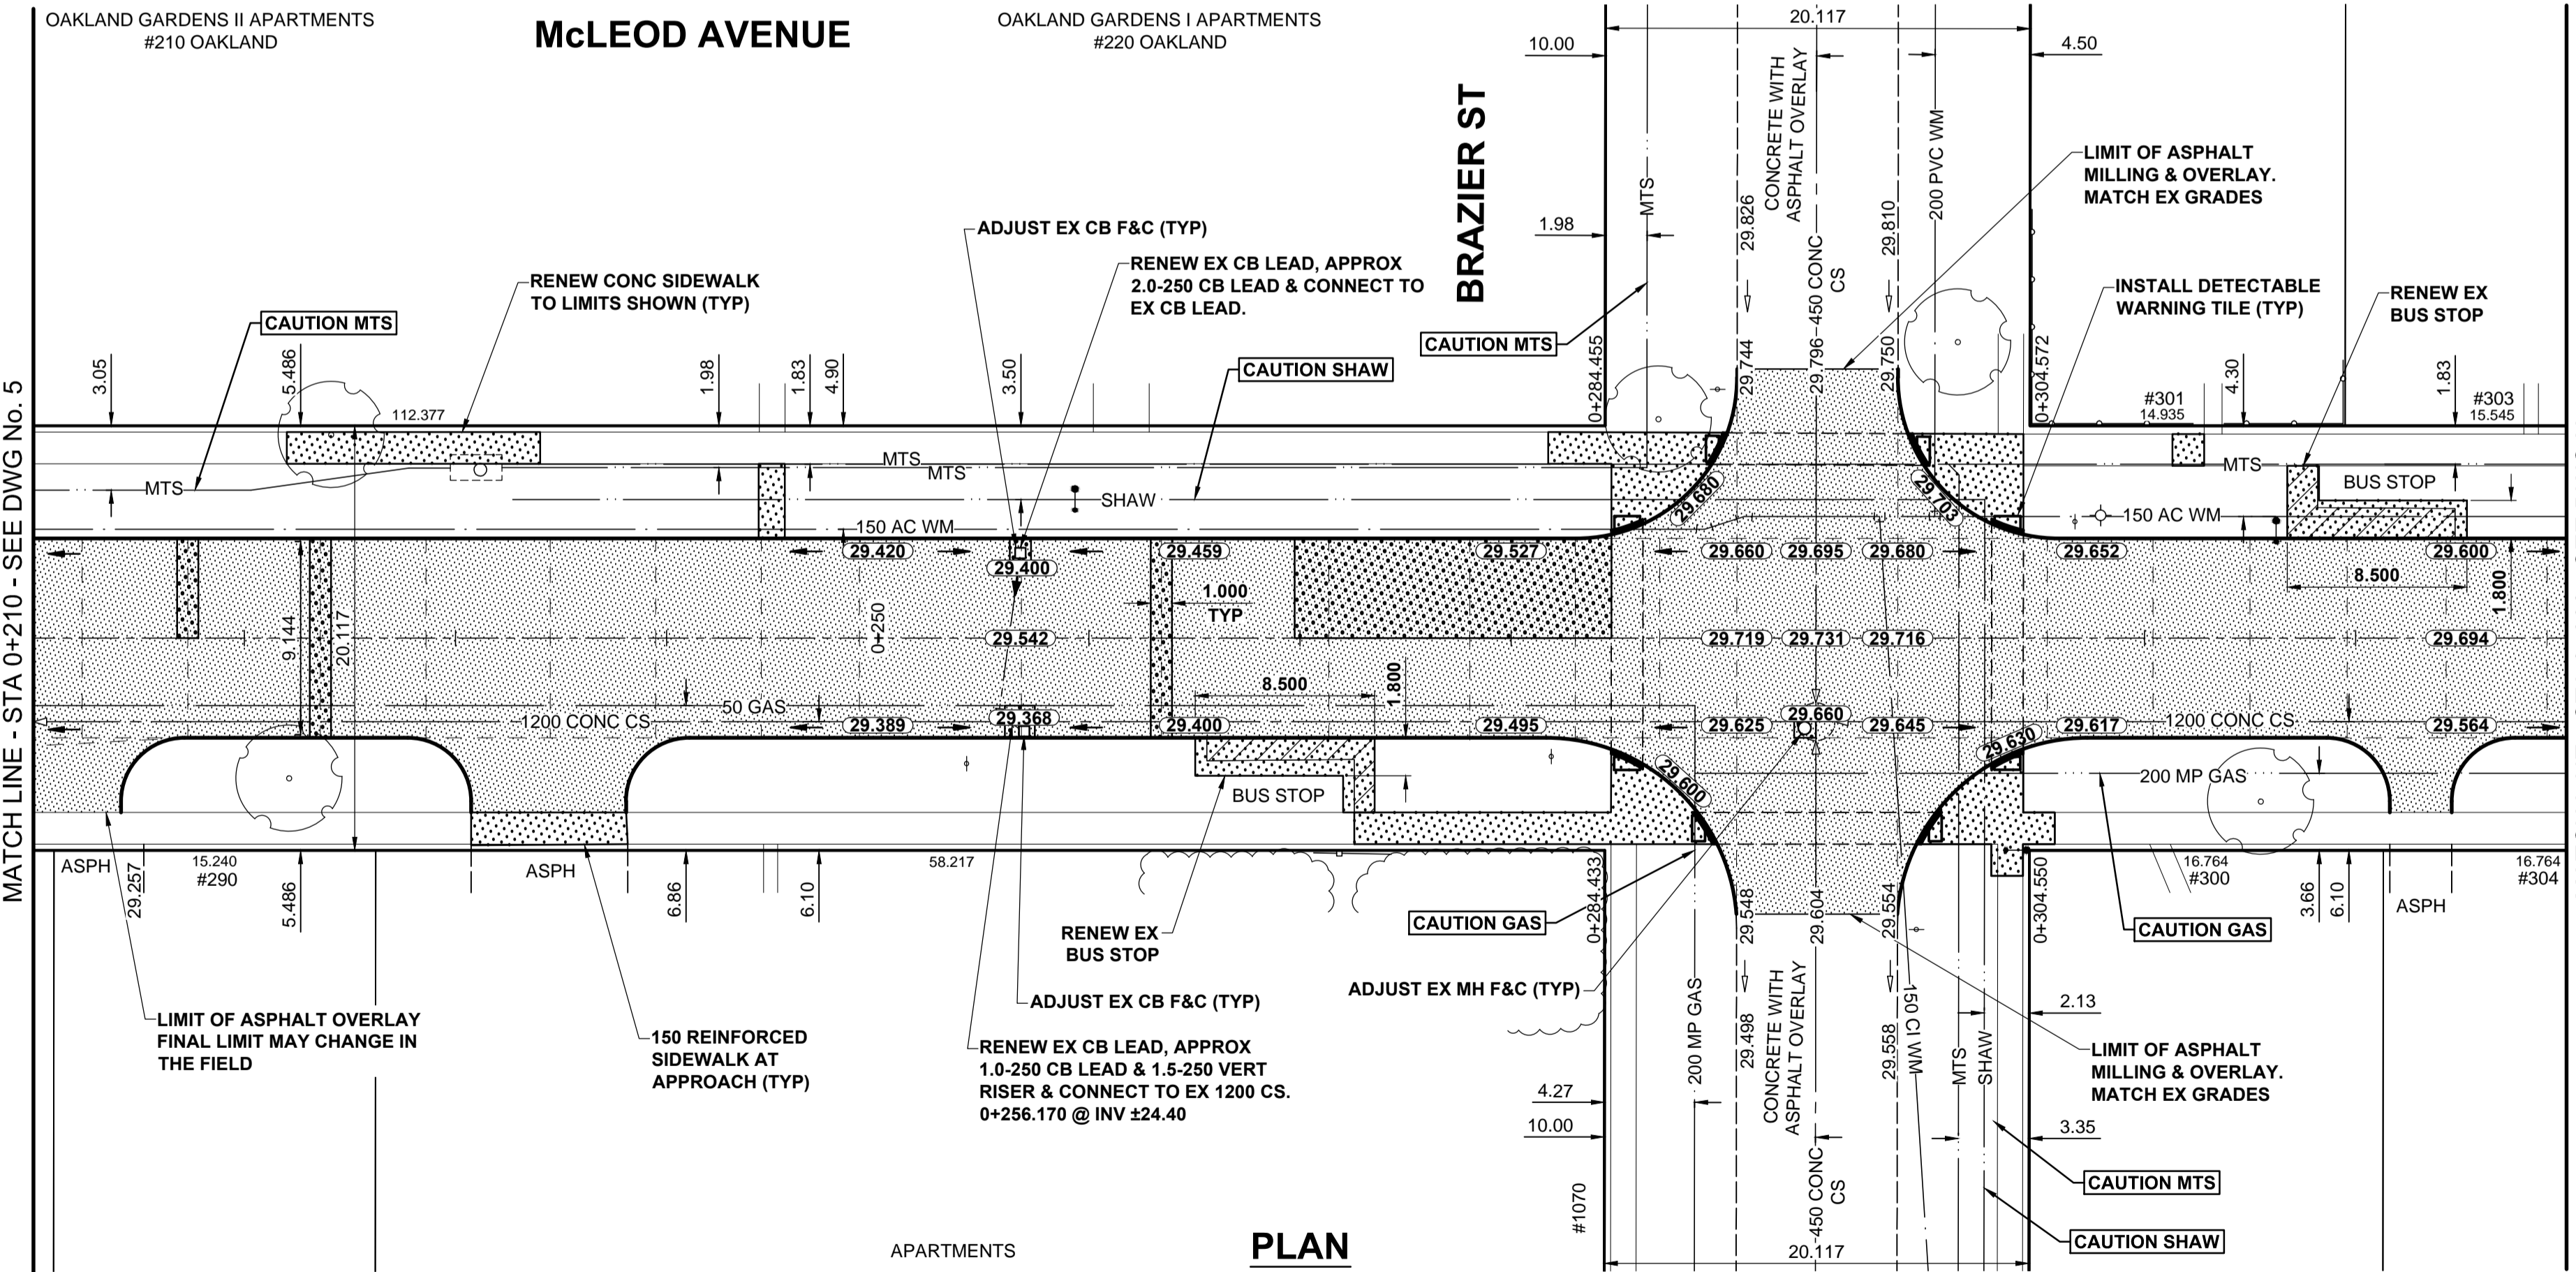 OAKLAND GARDENS II APARTMENTS
#210 OAKLAND
McLEOD AVENUE
OAKLAND GARDENS I APARTMENTS
#220 OAKLAND
20.117
10.00
4.50
BRAZIER ST
CONCRETE WITH
ASPHALT OVERLAY
MTS
200 PVC WM
1.98
29.826
29.810
450 CONC
CS
29.744
29.796
29.750
LIMIT OF ASPHALT
MILLING & OVERLAY.
MATCH EX GRADES
ADJUST EX CB F&C (TYP)
RENEW EX CB LEAD, APPROX
2.0-250 CB LEAD & CONNECT TO
EX CB LEAD.
RENEW CONC SIDEWALK
TO LIMITS SHOWN (TYP)
INSTALL DETECTABLE
WARNING TILE (TYP)
RENEW EX
BUS STOP
CAUTION MTS
CAUTION MTS
CAUTION SHAW
MATCH LINE - STA 0+210 - SEE DWG No. 5
3.05
5.486
1.98
1.83
4.90
3.50
0+284.455
0+304.572
4.30
1.83
112.377
#301
14.935
#303
15.545
MTS
MTS
MTS
MTS
SHAW
BUS STOP
150 AC WM
150 AC WM
29.680
29.703
29.420
29.400
29.459
29.527
29.660
29.695
29.680
29.652
29.600
8.500
1.800
1.000
TYP
9.144
20.117
0+250
29.542
29.719
29.731
29.716
29.694
8.500
1.800
1200 CONC CS
50 GAS
29.389
29.368
29.400
29.495
29.625
29.660
29.645
29.617
1200 CONC CS
29.564
29.600
29.630
BUS STOP
200 MP GAS
ASPH
29.257
15.240
#290
5.486
ASPH
6.86
6.10
58.217
0+284.433
29.548
29.604
29.554
0+304.550
16.764
#300
3.66
6.10
ASPH
16.764
#304
CAUTION GAS
CAUTION GAS
RENEW EX
BUS STOP
ADJUST EX CB F&C (TYP)
ADJUST EX MH F&C (TYP)
LIMIT OF ASPHALT OVERLAY
FINAL LIMIT MAY CHANGE IN
THE FIELD
150 REINFORCED
SIDEWALK AT
APPROACH (TYP)
RENEW EX CB LEAD, APPROX
1.0-250 CB LEAD & 1.5-250 VERT
RISER & CONNECT TO EX 1200 CS.
0+256.170 @ INV ±24.40
200 MP GAS
29.498
CONCRETE WITH
ASPHALT OVERLAY
29.558
150 CI WM
MTS
SHAW
2.13
LIMIT OF ASPHALT
MILLING & OVERLAY.
MATCH EX GRADES
4.27
10.00
3.35
450 CONC
CS
CAUTION MTS
CAUTION SHAW
#1070
20.117
APARTMENTS
PLAN